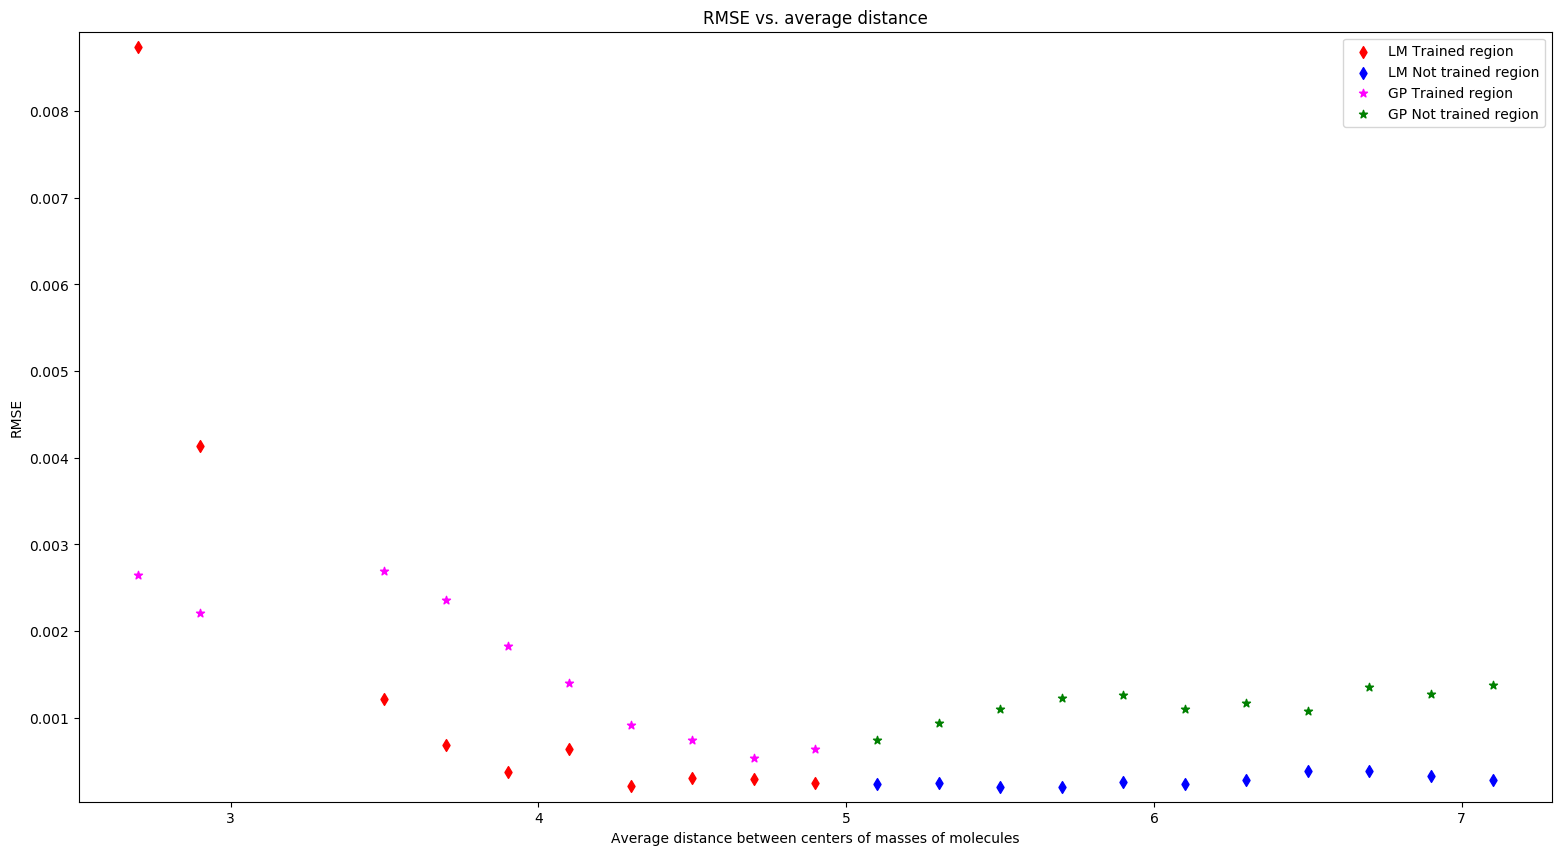 RMSE vs. average distance
LM Trained region
LM Not trained region
GP Trained region
GP Not trained region
0.008
0.007
0.006
0.005
0.004
0.003
0.002
0.001
RMSE
3
4
5
6
7
Average distance between centers of masses of molecules